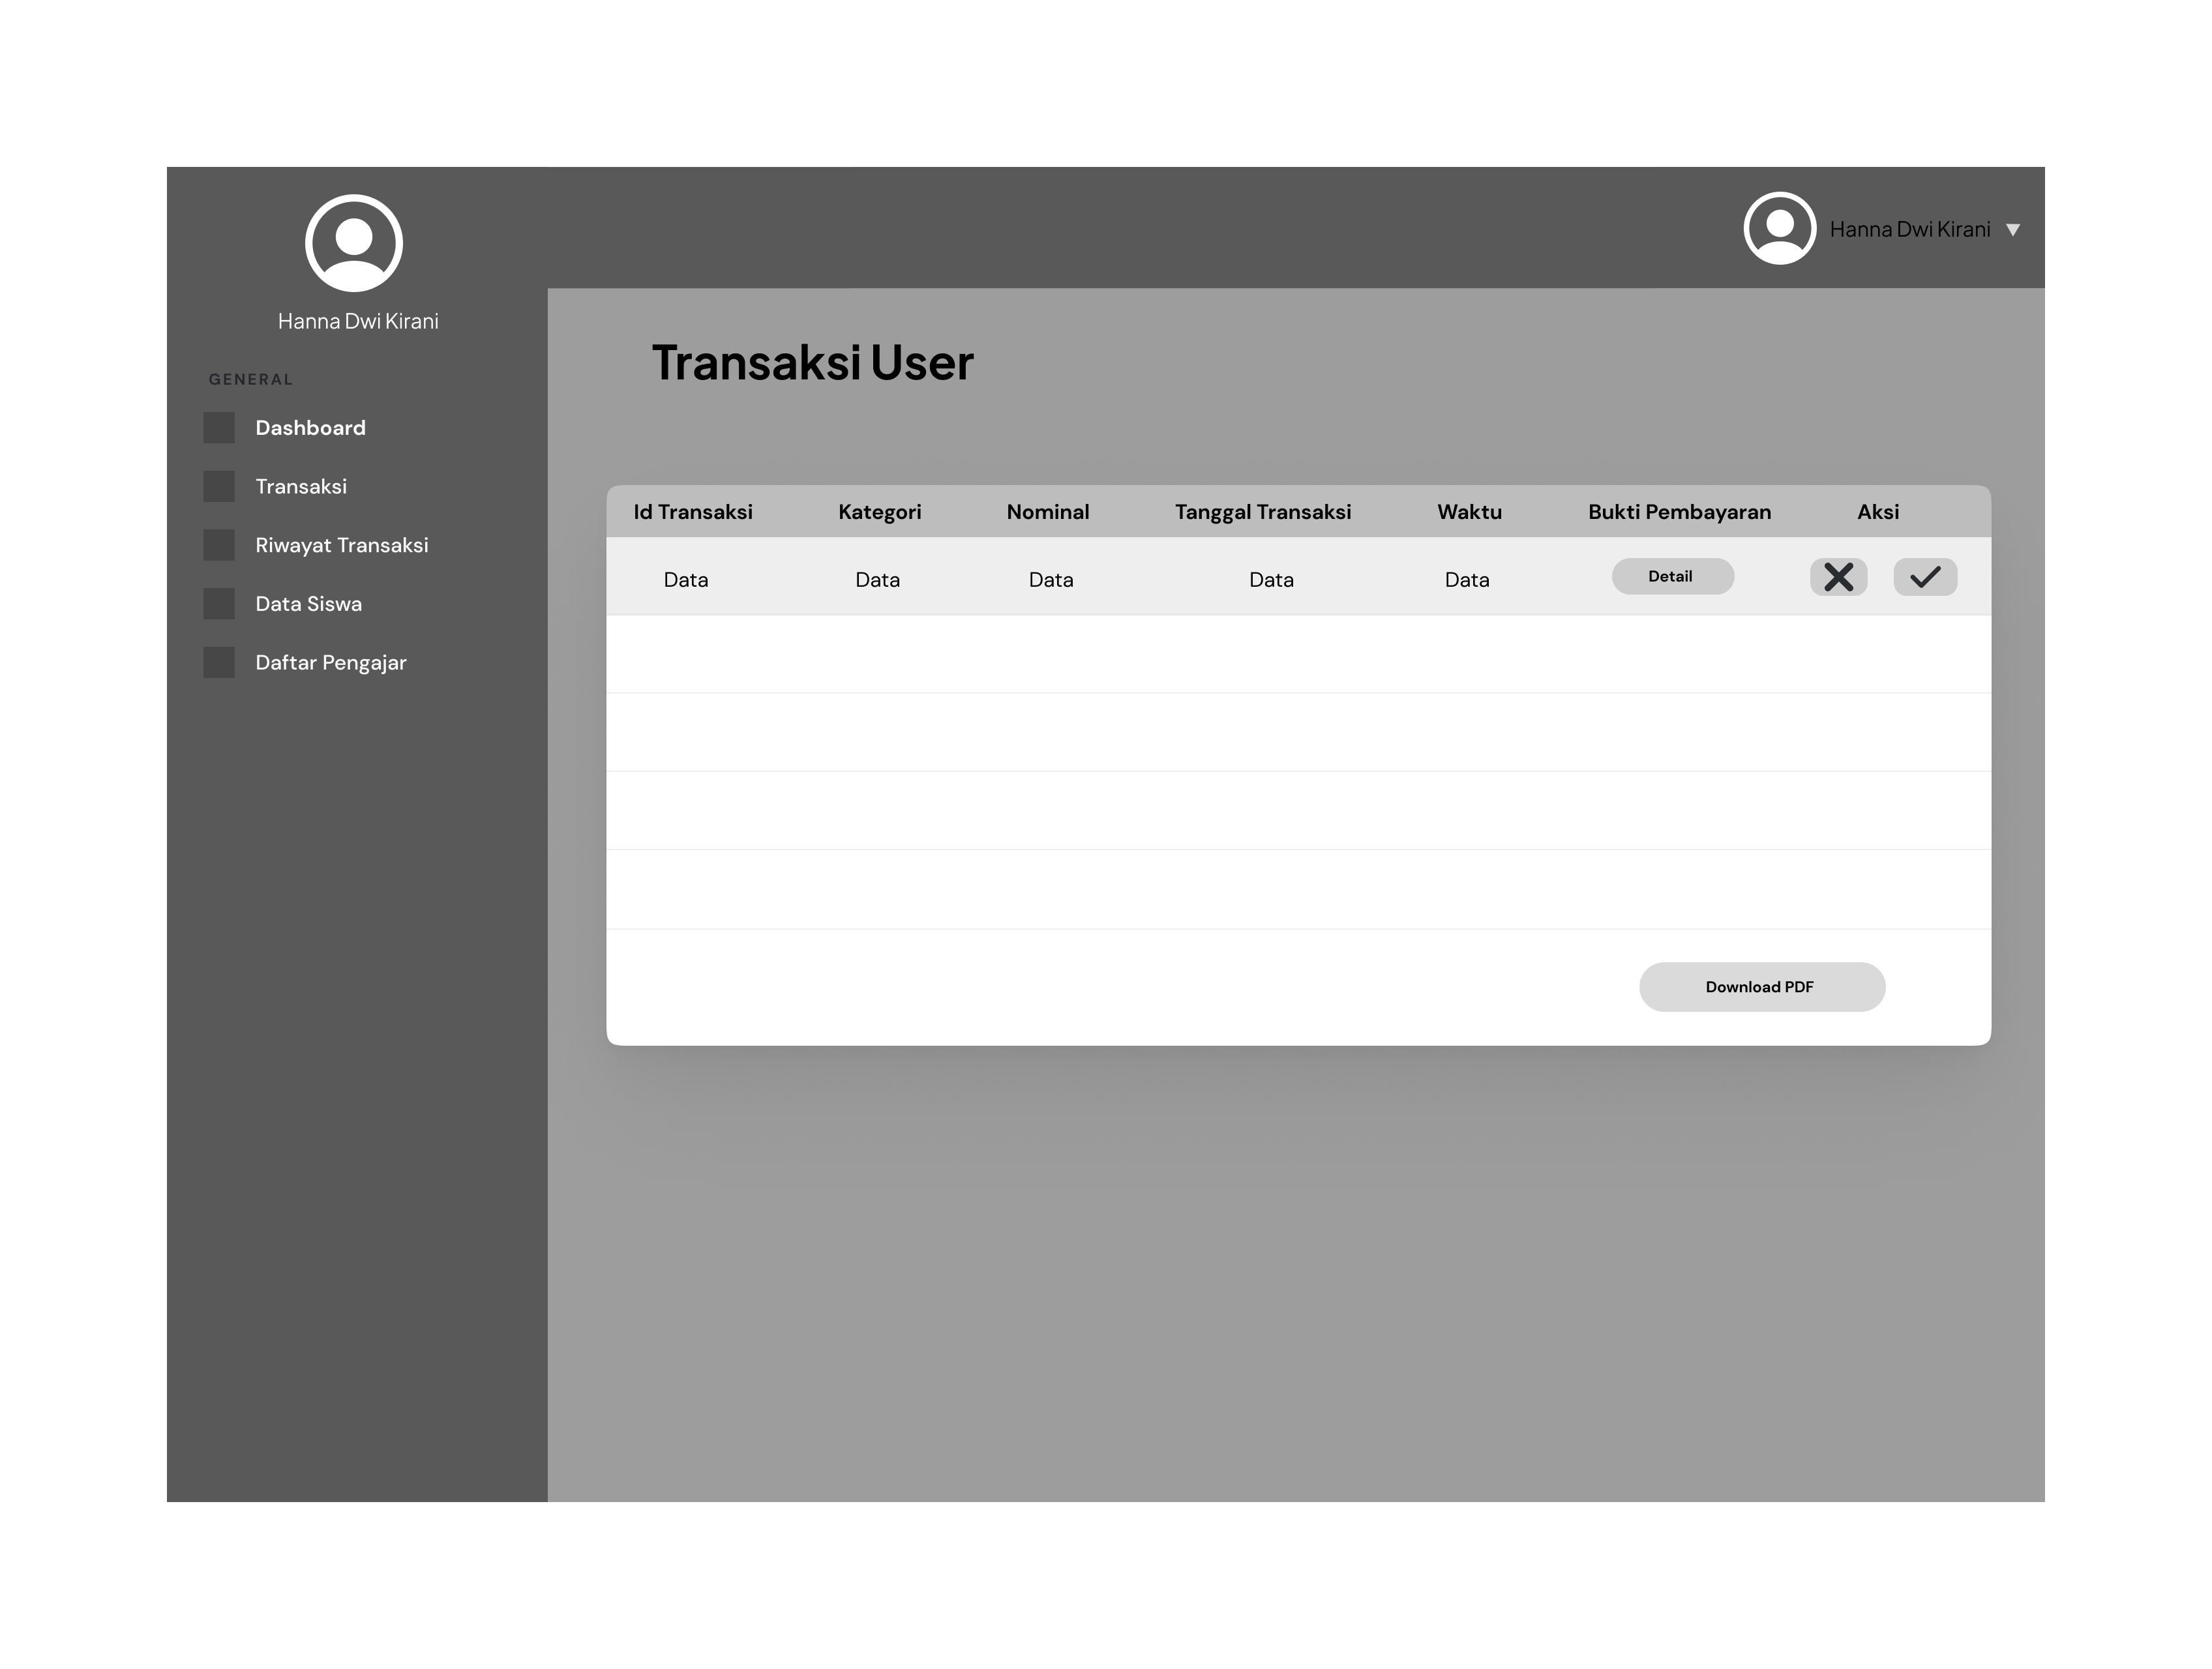 Hanna Dwi Kirani
Hanna Dwi Kirani
GENERAL
Dashboard
Transaksi
Riwayat Transaksi
Data Siswa
Daftar Pengajar
Transaksi User
Id Transaksi Kategori Nominal Tanggal Transaksi Waktu Bukti Pembayaran Aksi
Data Data Data Data Data Detail
Download PDF